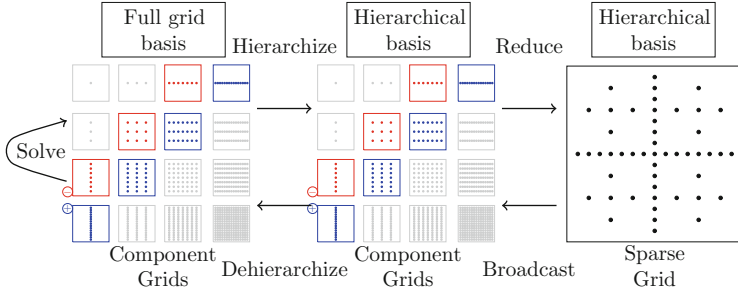 Full grid
basis
Hierarchize
Hierarchical
basis
Reduce
Hierarchical
basis
Solve
−
+
−
+
Component
Grids
Dehierarchize
Component
Grids
Broadcast
Sparse
Grid